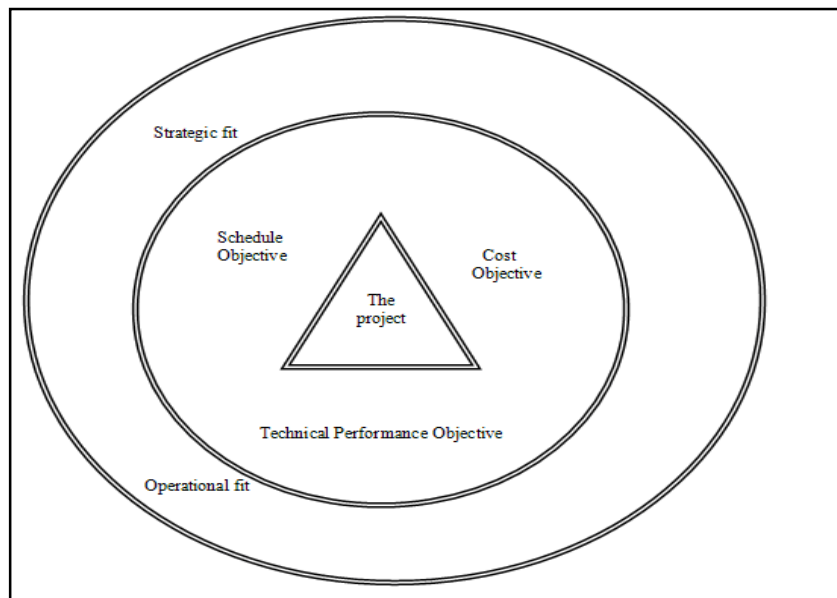 Strategic fit
Schedule
Objective
Cost
Objective
The
project
Technical Performance Objective
Operational fit